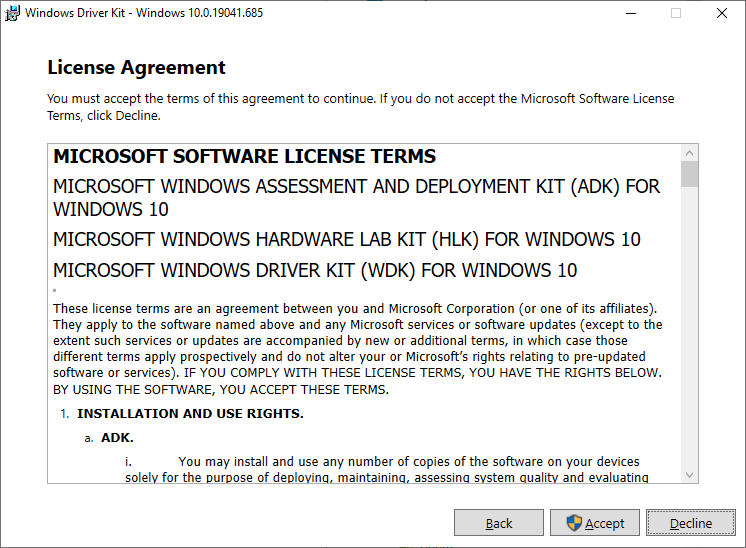 Windows Driver Kit - Windows 10.0.19041.685
License Agreement
You must accept the terms of this agreement to continue. If you do not accept the Microsoft Software License
Terms, click Decline.
MICROSOFT SOFTWARE LICENSE TERMS
MICROSOFT WINDOWS ASSESSMENT AND DEPLOYMENT KIT (ADK) FOR
WINDOWS 10
MICROSOFT WINDOWS HARDWARE LAB KIT (HLK) FOR WINDOWS 10
MICROSOFT WINDOWS DRIVER KIT (WDK) FOR WINDOWS 10
These license terms are an agreement between you and Microsoft Corporation (or one of its affiliates).
They apply to the software named above and any Microsoft services or software updates (except to the
extent such services or updates are accompanied by new or additional terms, in which case those
different terms apply prospectively and do not alter your or Microsoft’s rights relating to pre-updated
software or services). IF YOU COMPLY WITH THESE LICENSE TERMS, YOU HAVE THE RIGHTS BELOW.
BY USING THE SOFTWARE, YOU ACCEPT THESE TERMS.
1. INSTALLATION AND USE RIGHTS.
a. ADK.
i. You may install and use any number of copies of the software on your devices
solely for the purpose of deploying, maintaining, assessing system quality and evaluating
Back Accept Decline